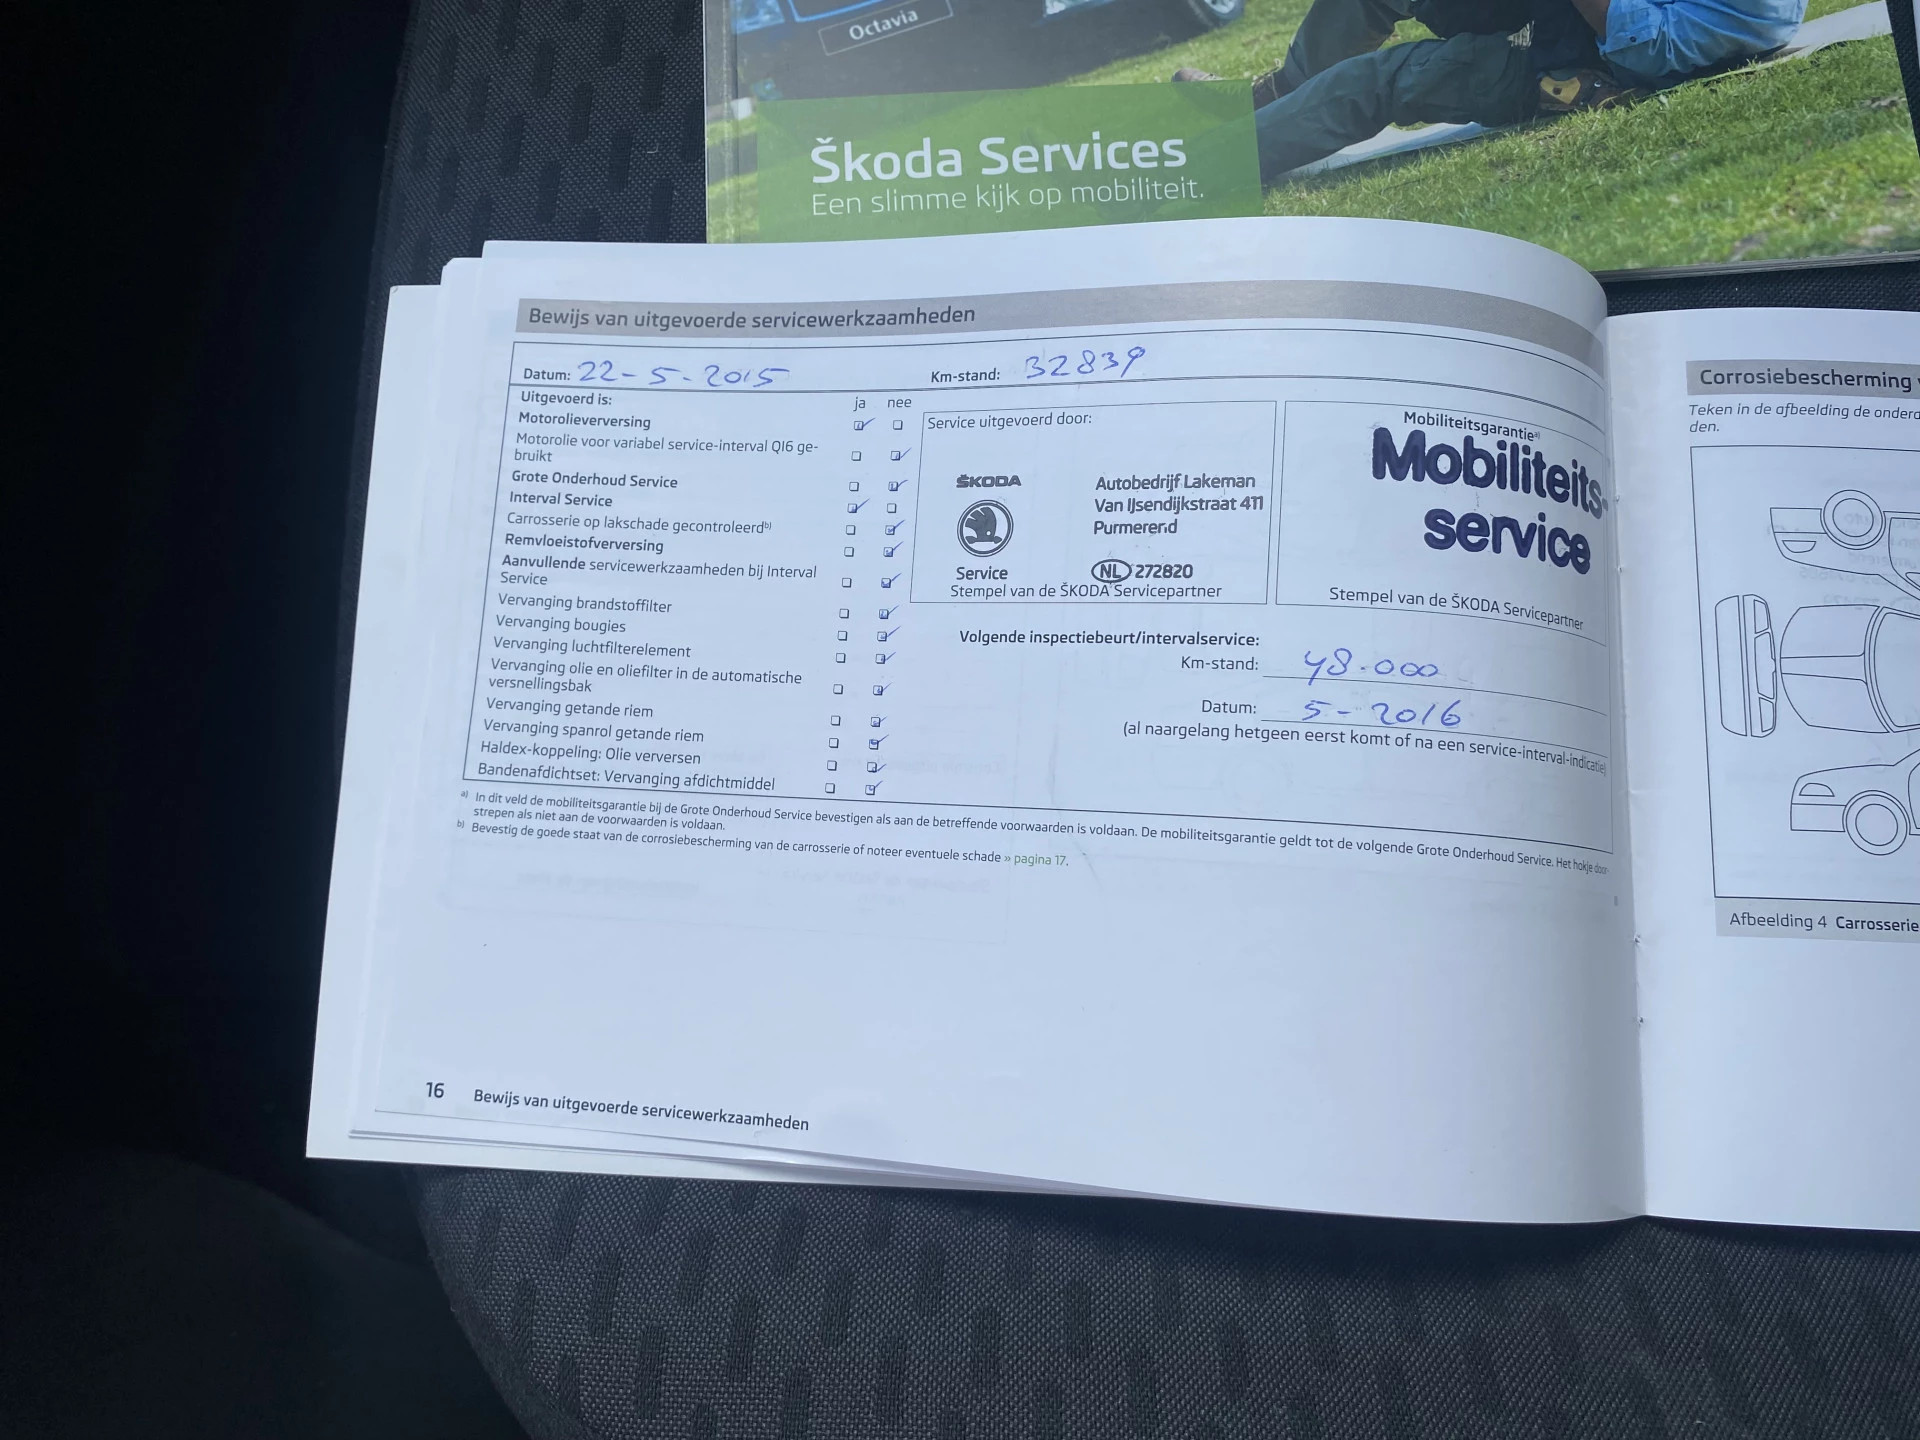 Octavia
Škoda Services
Een slimme kijk op mobiliteit.
Bewijs van uitgevoerde servicewerkzaamheden
Datum: 22-5-2015
Km-stand: 32839
Uitgevoerd is:
ja nee
Motorolieverversing
Motorolie voor variabel service-interval QI6 ge-
bruikt
Grote Onderhoud Service
Interval Service
Carrosserie op lakschade gecontroleerd b)
Remvloeistofverversing
Aanvullende servicewerkzaamheden bij Interval
Service
Vervanging brandstoffilter
Vervanging bougies
Vervanging luchtfilterelement
Vervanging olie en oliefilter in de automatische
versnellingsbak
Vervanging getande riem
Vervanging spanrol getande riem
Haldex-koppeling: Olie verversen
Bandenafdichtset: Vervanging afdichtmiddel
Service uitgevoerd door:
ŠKODA
Service
Autobedrijf Lakeman
Van IJsendijkstraat 411
Purmerend
NL 272820
Stempel van de ŠKODA Servicepartner
Mobiliteitsgarantie a)
Mobiliteits-
service
Stempel van de ŠKODA Servicepartner
Volgende inspectiebeurt/intervalservice:
Km-stand: 48.000
Datum: 5-2016
(al naargelang hetgeen eerst komt of na een service-interval-indicatie)
a) In dit veld de mobiliteitsgarantie bij de Grote Onderhoud Service bevestigen als aan de betreffende voorwaarden is voldaan. De mobiliteitsgarantie geldt tot de volgende Grote Onderhoud Service. Het hokje door-
strepen als niet aan de voorwaarden is voldaan.
b) Bevestig de goede staat van de corrosiebescherming van de carrosserie of noteer eventuele schade » pagina 17.
16 Bewijs van uitgevoerde servicewerkzaamheden
Corrosiebescherming
Teken in de afbeelding de
den.
Afbeelding 4 Carrosserie